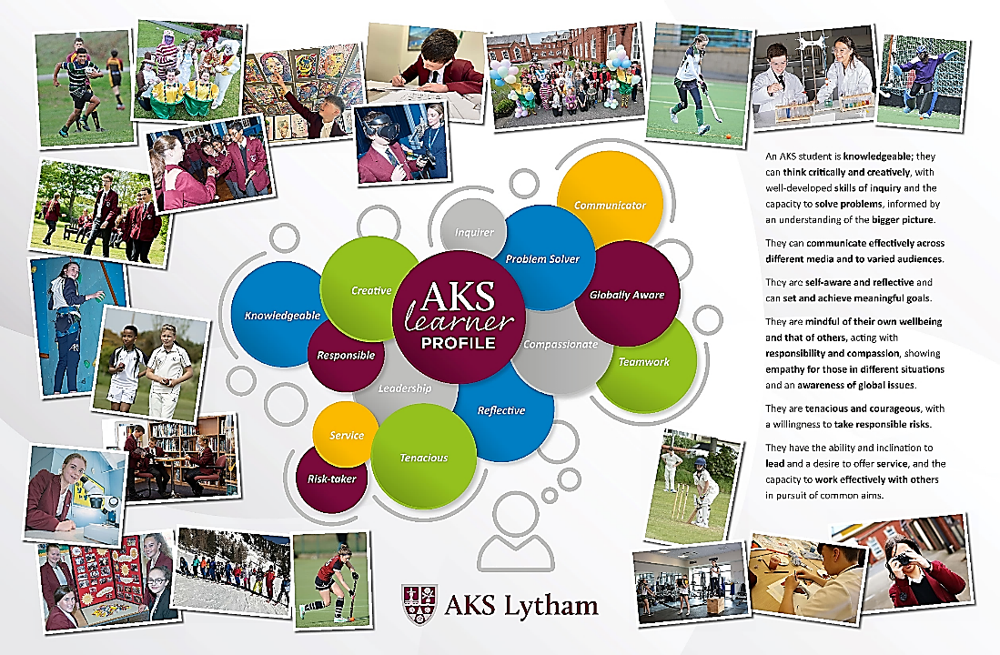 Communicator
Inquirer
Problem Solver
Creative
AKS
learner
PROFILE
Globally Aware
Knowledgeable
Responsible
Compassionate
Teamwork
Leadership
Reflective
Service
Tenacious
Risk-taker
AKS Lytham
An AKS student is knowledgeable; they
can think critically and creatively, with
well-developed skills of inquiry and the
capacity to solve problems, informed by
an understanding of the bigger picture.
They can communicate effectively across
different media and to varied audiences.
They are self-aware and reflective and
can set and achieve meaningful goals.
They are mindful of their own wellbeing
and that of others, acting with
responsibility and compassion, showing
empathy for those in different situations
and an awareness of global issues.
They are tenacious and courageous, with
a willingness to take responsible risks.
They have the ability and inclination to
lead and a desire to offer service, and the
capacity to work effectively with others
in pursuit of common aims.